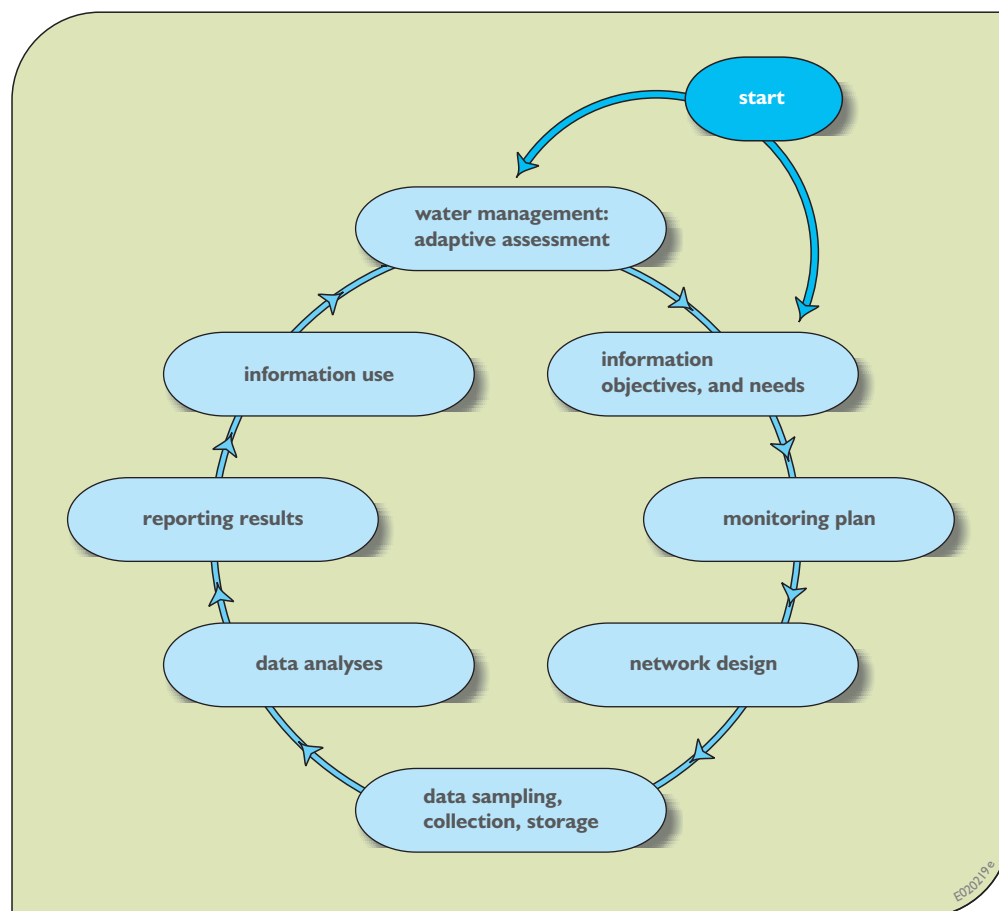 start
water management:
adaptive assessment
information
objectives, and needs
monitoring plan
network design
data sampling,
collection, storage
data analyses
reporting results
information use
E020219e